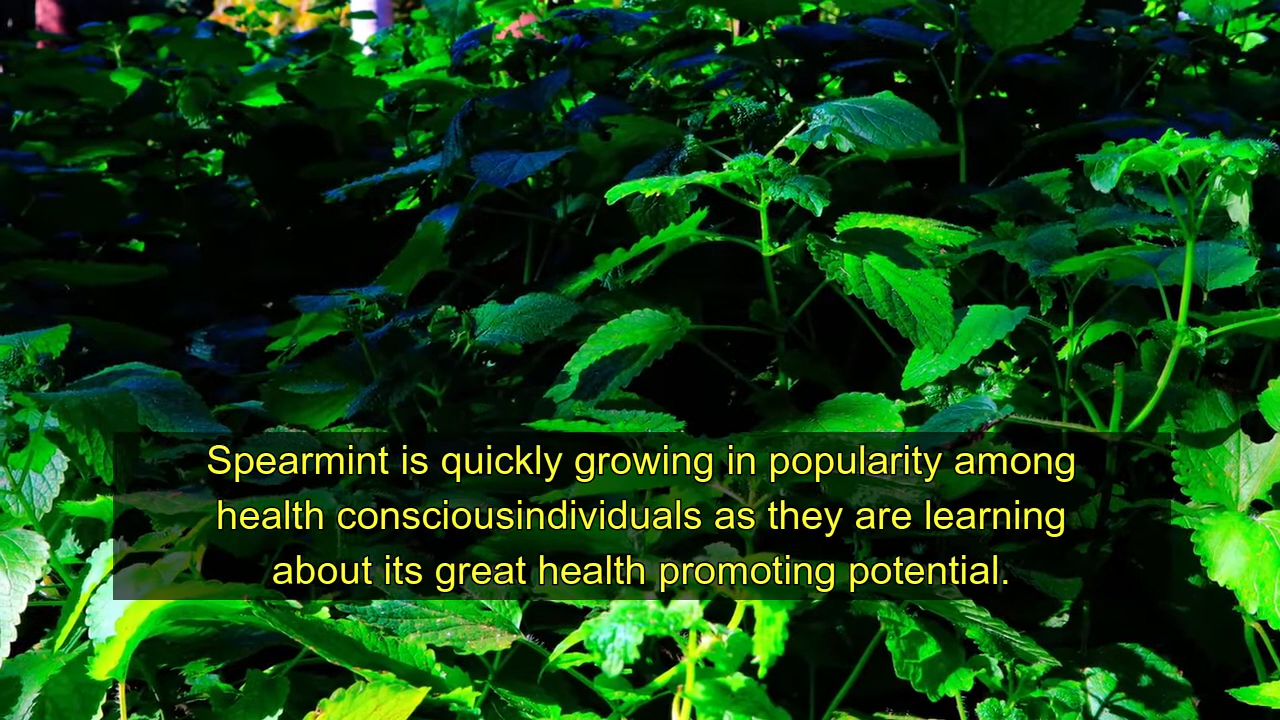 Spearmint is quickly growing in popularity among
health consciousindividuals as they are learning
about its great health promoting potential.